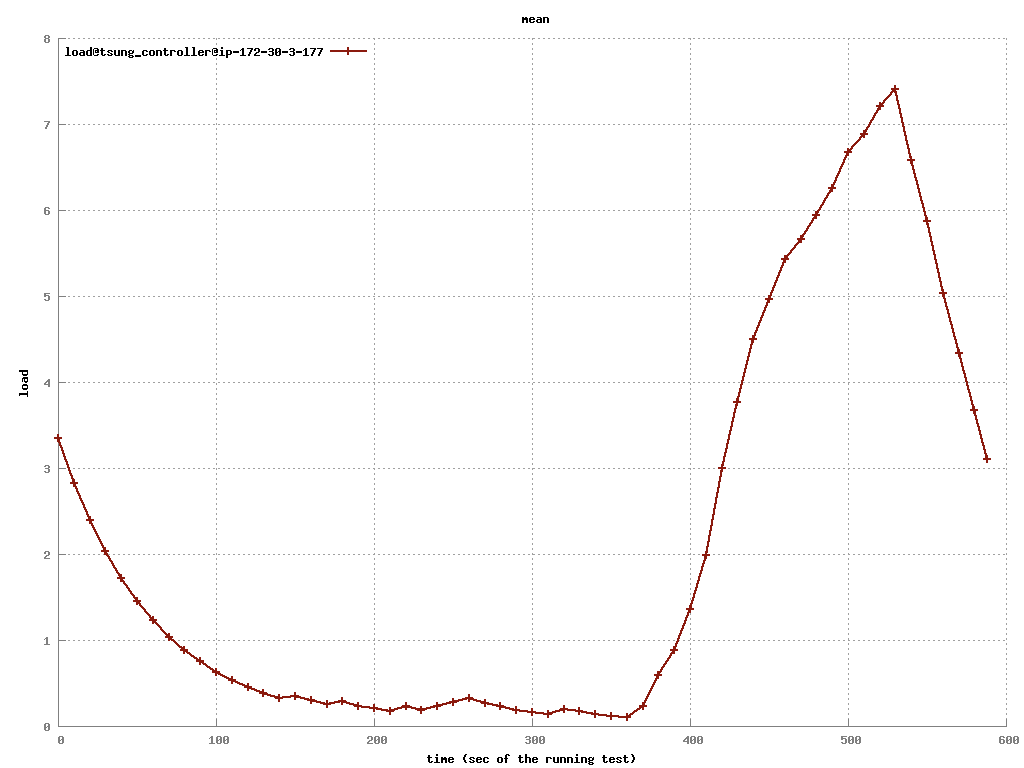 mean
8
load@tsung_controller@ip-172-30-3-177
7
6
5
4
load
3
2
1
0
0 100 200 300 400 500 600
time (sec of the running test)